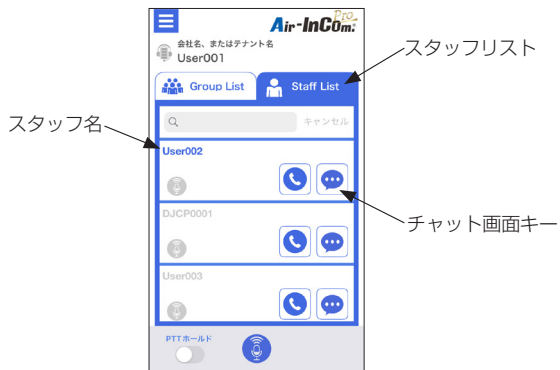 Air-InCom.
Pro
会社名、またはテナント名
User001
スタッフリスト
Group List
Staff List
キャンセル
スタッフ名
User002
チャット画面キー
DJCP0001
User003
PTTホールド